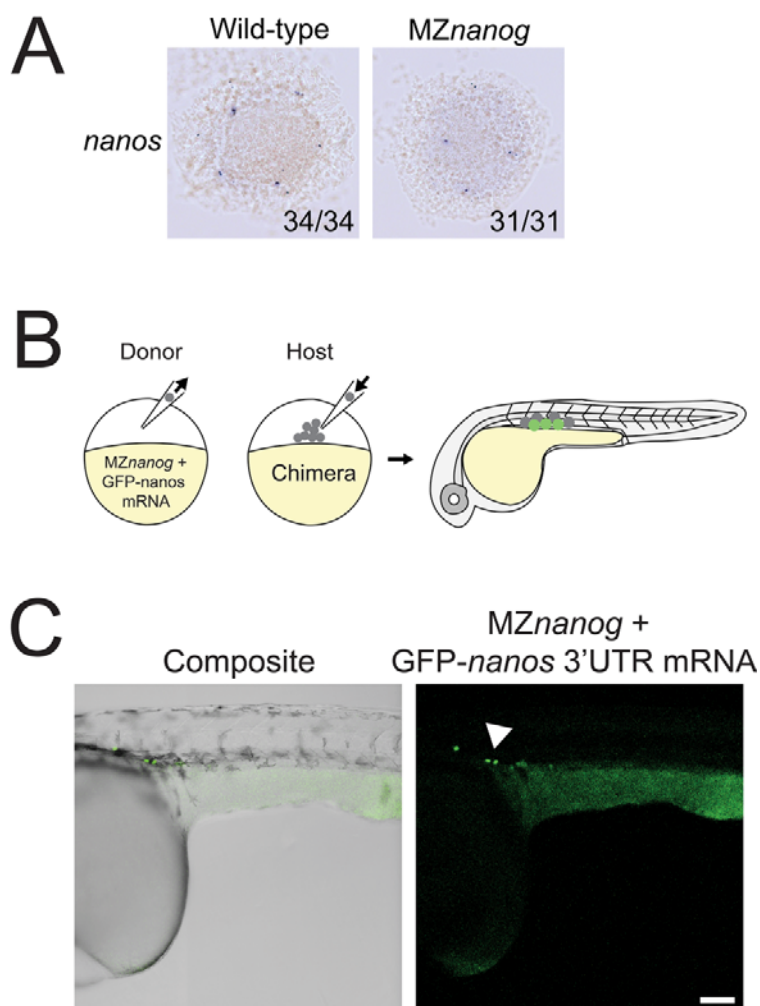 A
Wild-type
MZnanog
nanos
34/34
31/31
B
Donor
Host
MZnanog +
GFP-nanos
mRNA
Chimera
C
Composite
MZnanog +
GFP-nanos 3'UTR mRNA